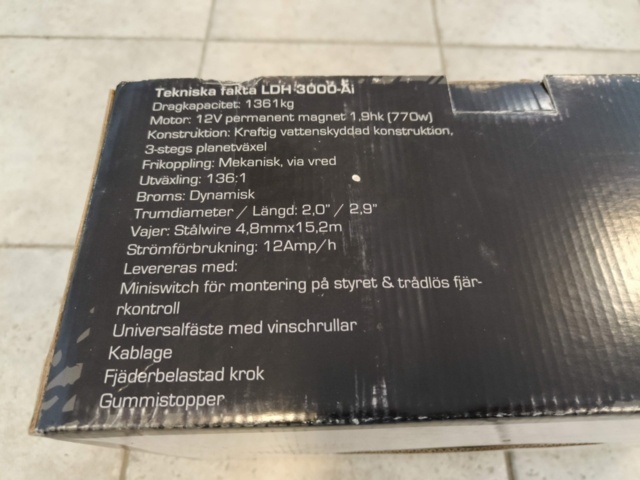 Tekniska fakta LDH 3000-Ai
Dragkapacitet: 1361kg
Motor: 12V permanent magnet 1,9hk (770w)
Konstruktion: Kraftig vattenskyddad konstruktion,
3-stegs planetväxel
Frikoppling: Mekanisk, via vred
Utväxling: 136:1
Broms: Dynamisk
Trumdiameter / Längd: 2,0" / 2,9"
Vajer: Stålwire 4,8mmx15,2m
Strömförbrukning: 12Amp/h
Levereras med:
Miniswitch för montering på styret & trådlös fjär-
rkontroll
Universalfäste med vinschrullar
Kablage
Fjäderbelastad krok
Gummistopper